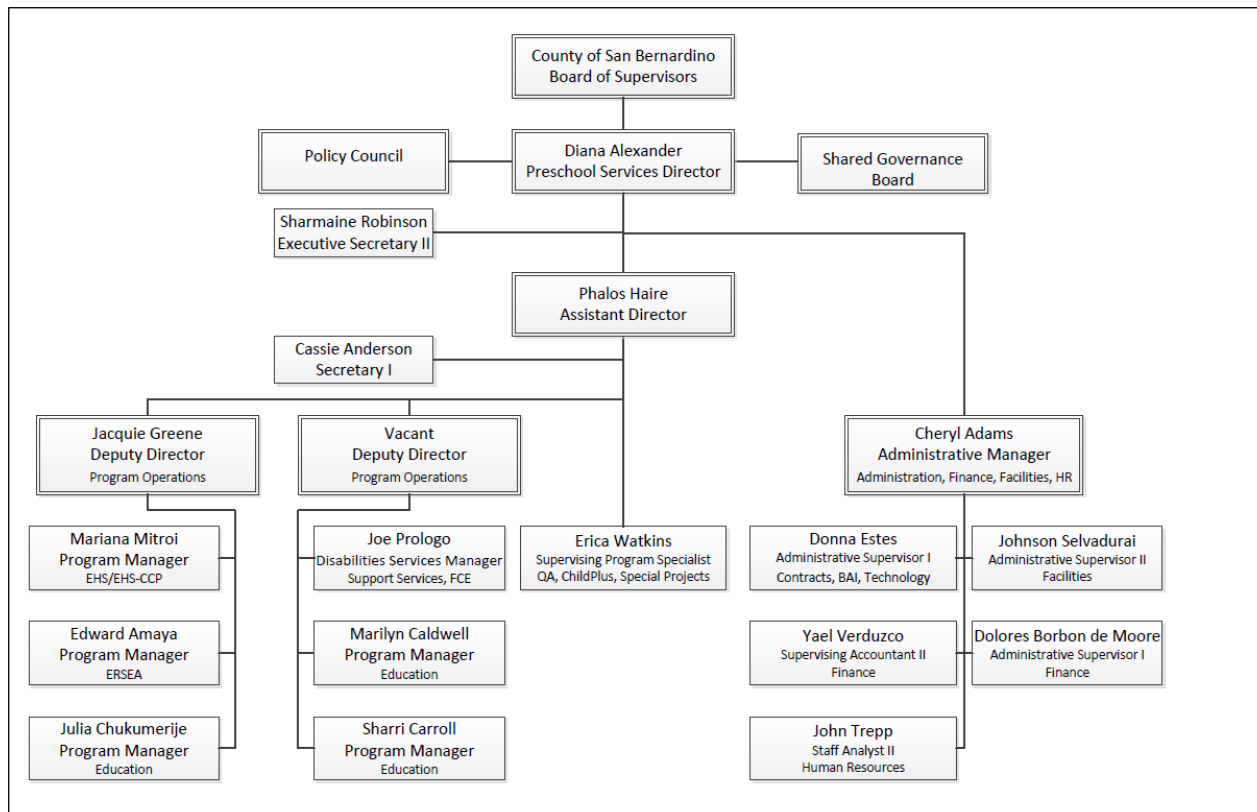 County of San Bernardino
Board of Supervisors
Policy Council
Diana Alexander
Preschool Services Director
Shared Governance
Board
Sharmaine Robinson
Executive Secretary II
Phalos Haire
Assistant Director
Cassie Anderson
Secretary I
Jacquie Greene
Deputy Director
Program Operations
Vacant
Deputy Director
Program Operations
Cheryl Adams
Administrative Manager
Administration, Finance, Facilities, HR
Mariana Mitroi
Program Manager
EHS/EHS-CCP
Joe Prologo
Disabilities Services Manager
Support Services, FCE
Erica Watkins
Supervising Program Specialist
QA, ChildPlus, Special Projects
Donna Estes
Administrative Supervisor I
Contracts, BAI, Technology
Johnson Selvadurai
Administrative Supervisor II
Facilities
Edward Amaya
Program Manager
ERSEA
Marilyn Caldwell
Program Manager
Education
Yael Verduzco
Supervising Accountant II
Finance
Dolores Borbon de Moore
Administrative Supervisor I
Finance
Julia Chukumerije
Program Manager
Education
Sharri Carroll
Program Manager
Education
John Trepp
Staff Analyst II
Human Resources